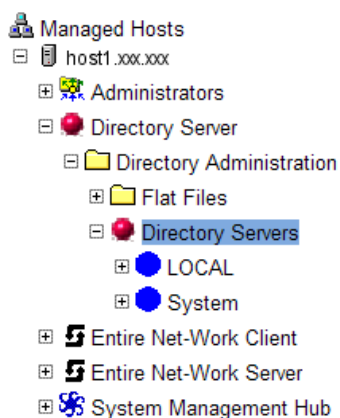 Managed Hosts
host1.xxx.xxx
Administrators
Directory Server
Directory Administration
Flat Files
Directory Servers
LOCAL
System
Entire Net-Work Client
Entire Net-Work Server
System Management Hub